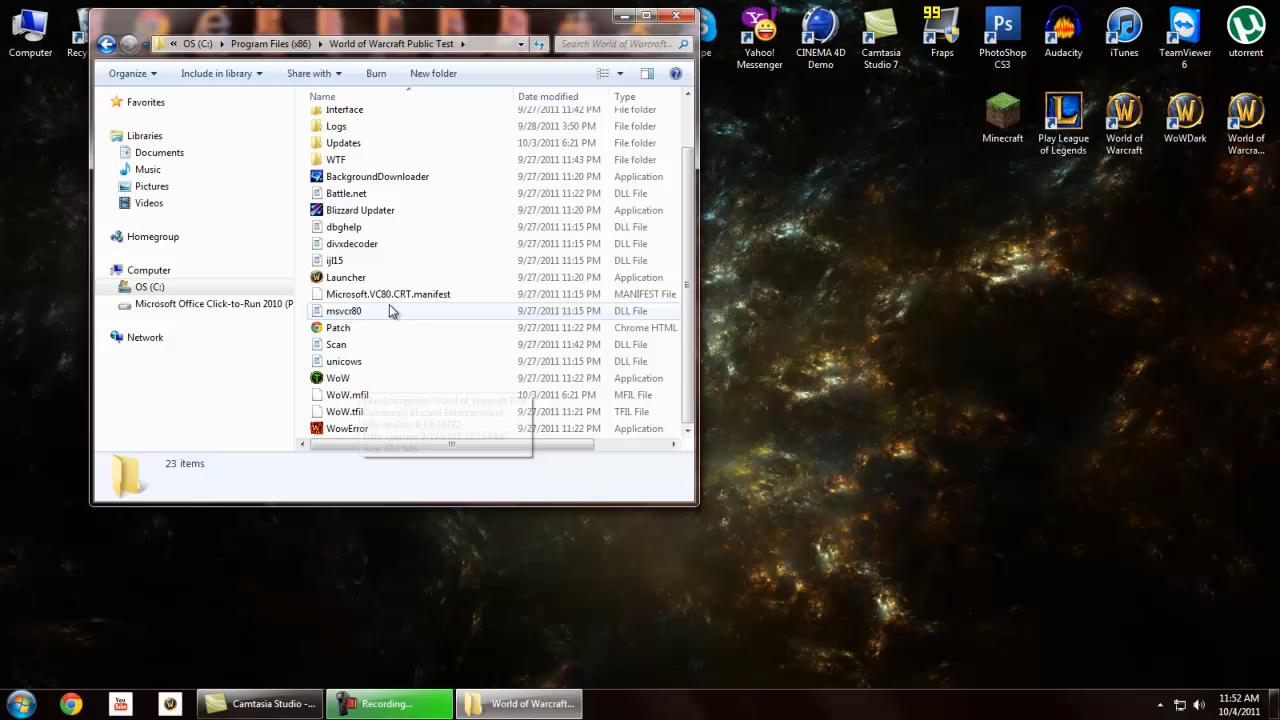 Computer
Recy
OS (C:) Program Files (x86) World of Warcraft Public Test
Search World of Warcraft...
Organize Include in library Share with Burn New folder
Name Date modified Type
Favorites
Libraries
Documents
Music
Pictures
Videos
Homegroup
Computer
OS (C:)
Microsoft Office Click-to-Run 2010 (P
Network
Interface 9/27/2011 11:42 PM File folder
Logs 9/28/2011 3:50 PM File folder
Updates 10/3/2011 6:21 PM File folder
WTF 9/27/2011 11:43 PM File folder
BackgroundDownloader 9/27/2011 11:20 PM Application
Battle.net 9/27/2011 11:22 PM DLL File
Blizzard Updater 9/27/2011 11:20 PM Application
dbghelp 9/27/2011 11:15 PM DLL File
divxdecoder 9/27/2011 11:15 PM DLL File
ijl15 9/27/2011 11:15 PM DLL File
Launcher 9/27/2011 11:20 PM Application
Microsoft.VC80.CRT.manifest 9/27/2011 11:15 PM MANIFEST File
msvcr80 9/27/2011 11:15 PM DLL File
Patch 9/27/2011 11:15 PM Chrome HTML
Scan 9/27/2011 11:42 PM DLL File
unicows 9/27/2011 11:15 PM DLL File
WoW 9/27/2011 11:22 PM Application
WoW.mfil 10/3/2011 6:21 PM MFIL File
WoW.tfil 9/27/2011 11:21 PM TFIL File
WowError 9/27/2011 11:22 PM Application
23 items
ype
Yahoo! Messenger
CINEMA 4D Demo
Camtasia Studio 7
99
Fraps
Ps
PhotoShop CS3
Audacity
iTunes
TeamViewer 6
utorrent
Minecraft
Play League of Legends
World of Warcraft
WoWDark
World of Warcra...
You Tube
Camtasia Studio -...
Recording...
World of Warcraft...
11:52 AM
10/4/2011